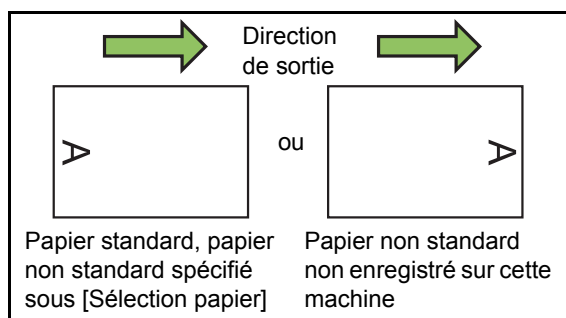 Direction
de sortie
A
ou
A
Papier standard, papier
non standard spécifié
sous [Sélection papier]
Papier non standard
non enregistré sur cette
machine